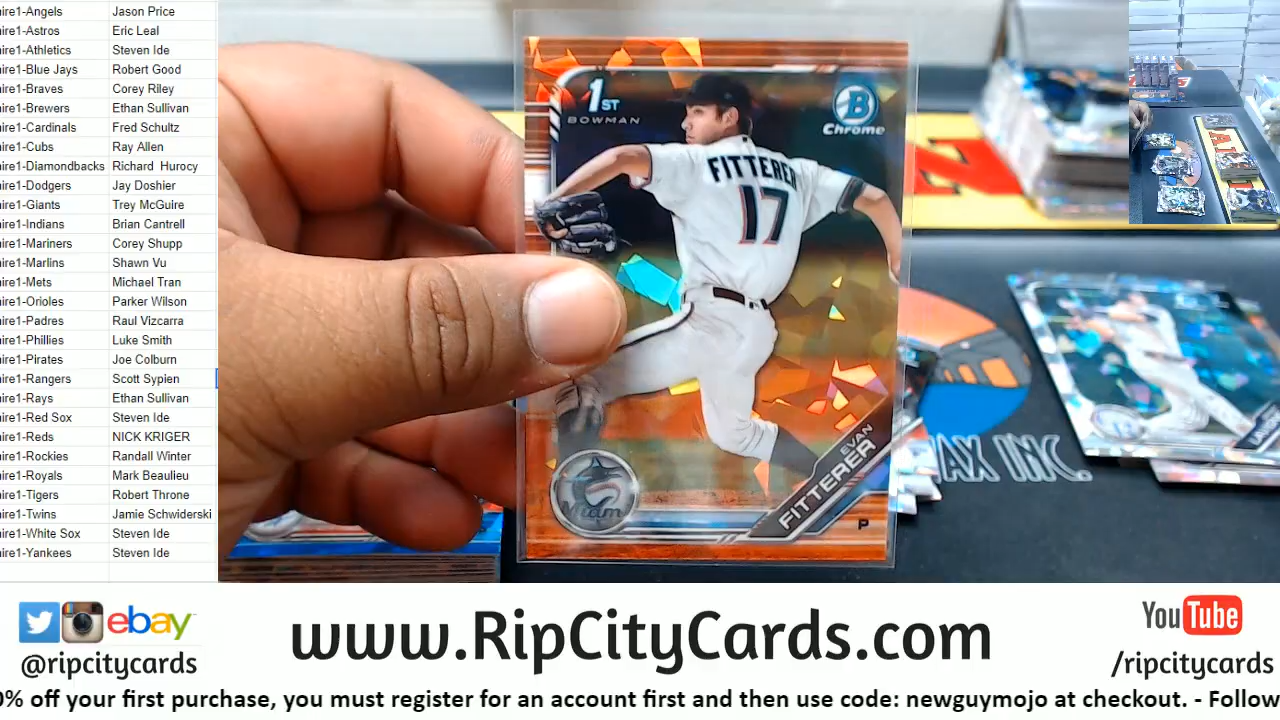 ire1-Angels Jason Price
ire1-Astros Eric Leal
ire1-Athletics Steven Ide
ire1-Blue Jays Robert Good
ire1-Braves Corey RIley
ire1-Brewers Ethan Sullivan
ire1-Cardinals Fred Schultz
ire1-Cubs Ray Allen
ire1-Diamondbacks Richard Hurocy
ire1-Dodgers Jay Doshier
ire1-Giants Trey McGuire
ire1-Indians Brian Cantrell
ire1-Mariners Corey Shupp
ire1-Marlins Shawn Vu
ire1-Mets Michael Tran
ire1-Orioles Parker Wilson
ire1-Padres Raul Vizcarra
ire1-Phillies Luke Smith
ire1-Pirates Joe Colburn
ire1-Rangers Scott Sypien
ire1-Rays Ethan Sullivan
ire1-Red Sox Steven Ide
ire1-Reds NICK KRIGER
ire1-Rockies Randall Winter
ire1-Royals Mark Beaulieu
ire1-Tigers Robert Throne
ire1-Twins Jamie Schwiderski
ire1-White Sox Steven Ide
ire1-Yankees Steven Ide
1ST
BOWMAN
B
Chrome
FITTERER
17
EVAN
FITTERER
P
Miami
AX INC.
ebay
@ripcitycards
www.RipCityCards.com
YouTube
/ripcitycards
0% off your first purchase, you must register for an account first and then use code: newguymojo at checkout. - Follow